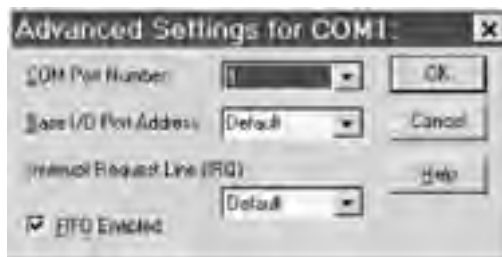 Advanced Settings for COM1:
COM Port Number:
1
OK
Base I/O Port Address
Default
Cancel
Interrupt Request Line (IRQ)
Default
Help
FIFO Enabled